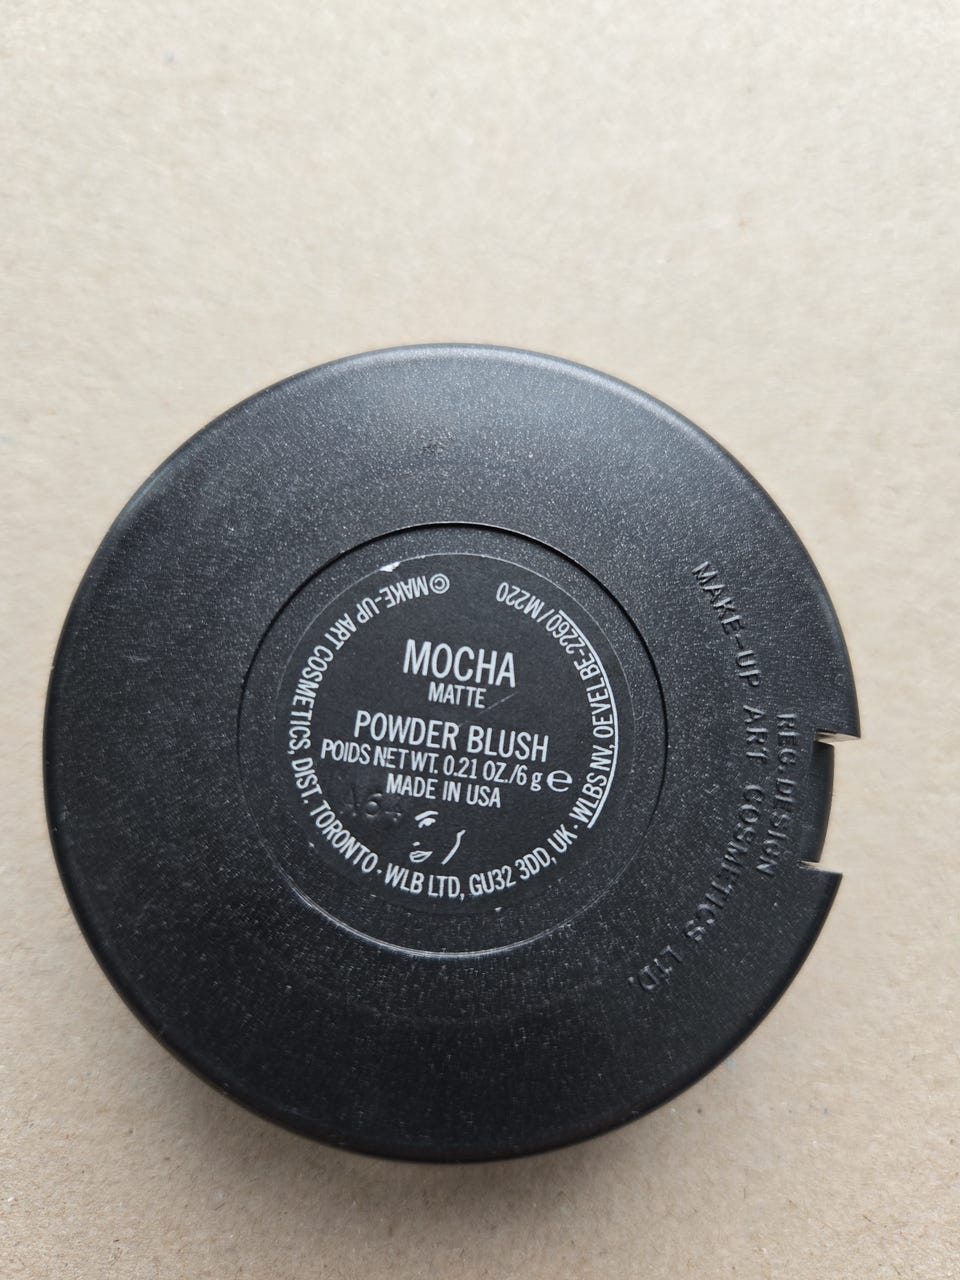 MOCHA
MATTE
POWDER BLUSH
POIDS NET WT. 0.21 OZ./6 g ℮
MADE IN USA
© MAKE-UP ART COSMETICS, DIST. TORONTO · WLB LTD, GU32 3DD, UK · WLBS NV, OEVEL BE-2260/M220
MAKE-UP ART COSMETICS LTD.
REG. DESIGN